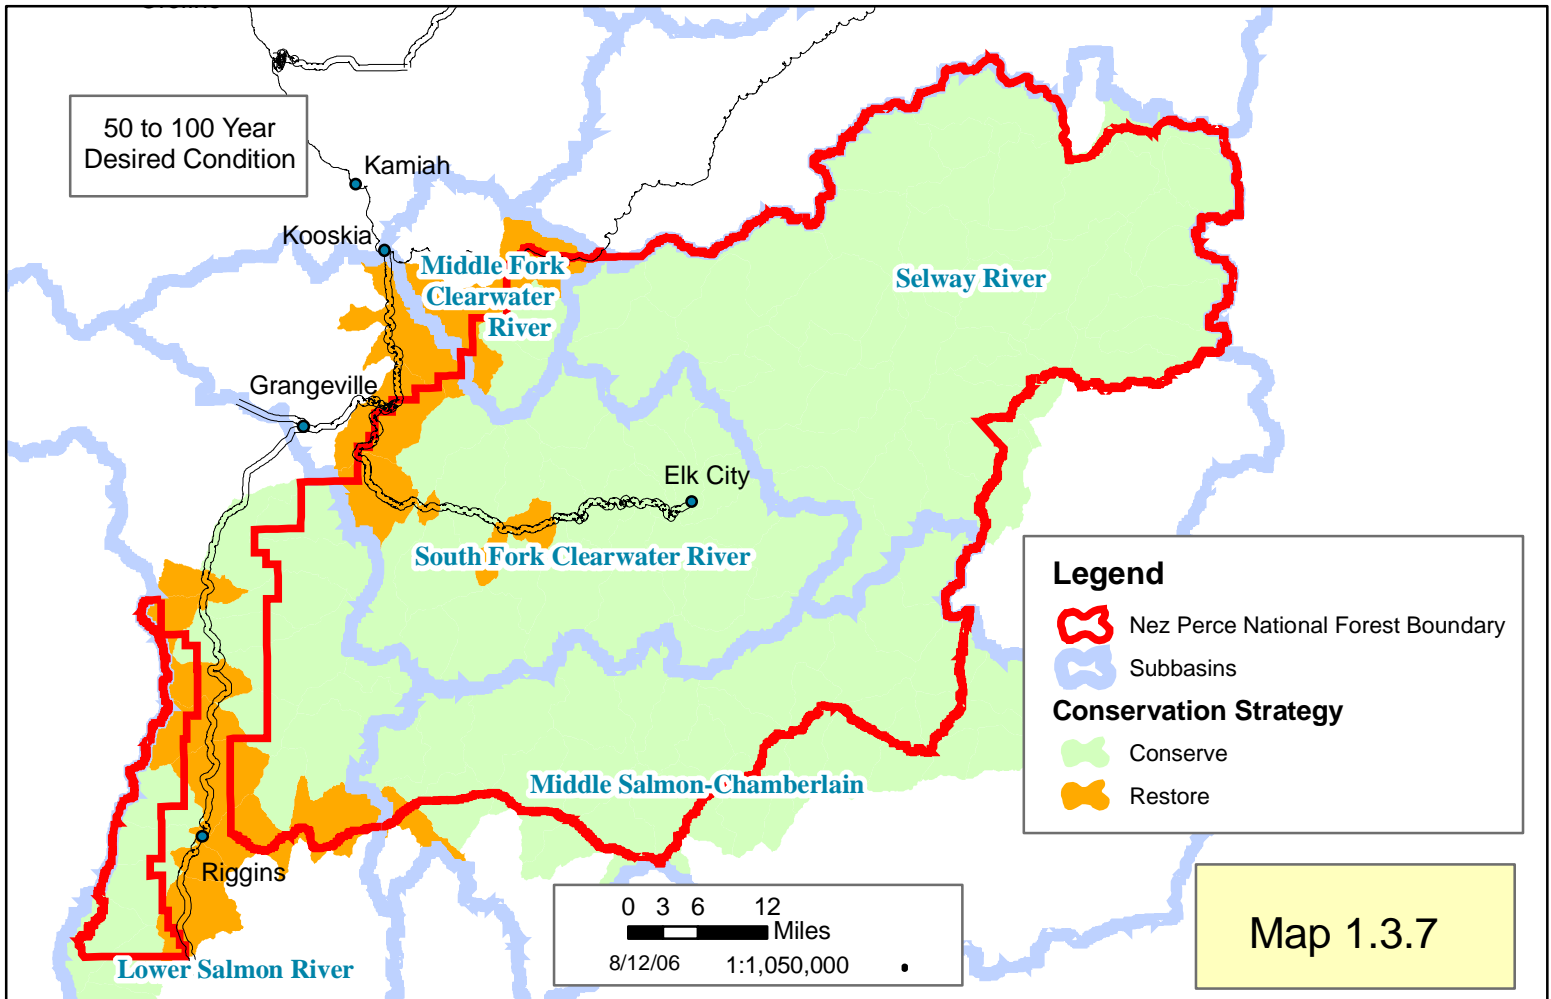 50 to 100 Year
Desired Condition
Kamiah
Kooskia
Middle Fork
Clearwater
River
Selway River
Grangeville
Elk City
South Fork Clearwater River
Legend
Nez Perce National Forest Boundary
Subbasins
Conservation Strategy
Conserve
Restore
Middle Salmon-Chamberlain
Riggins
Lower Salmon River
0 3 6 12
Miles
8/12/06 1:1,050,000
Map 1.3.7